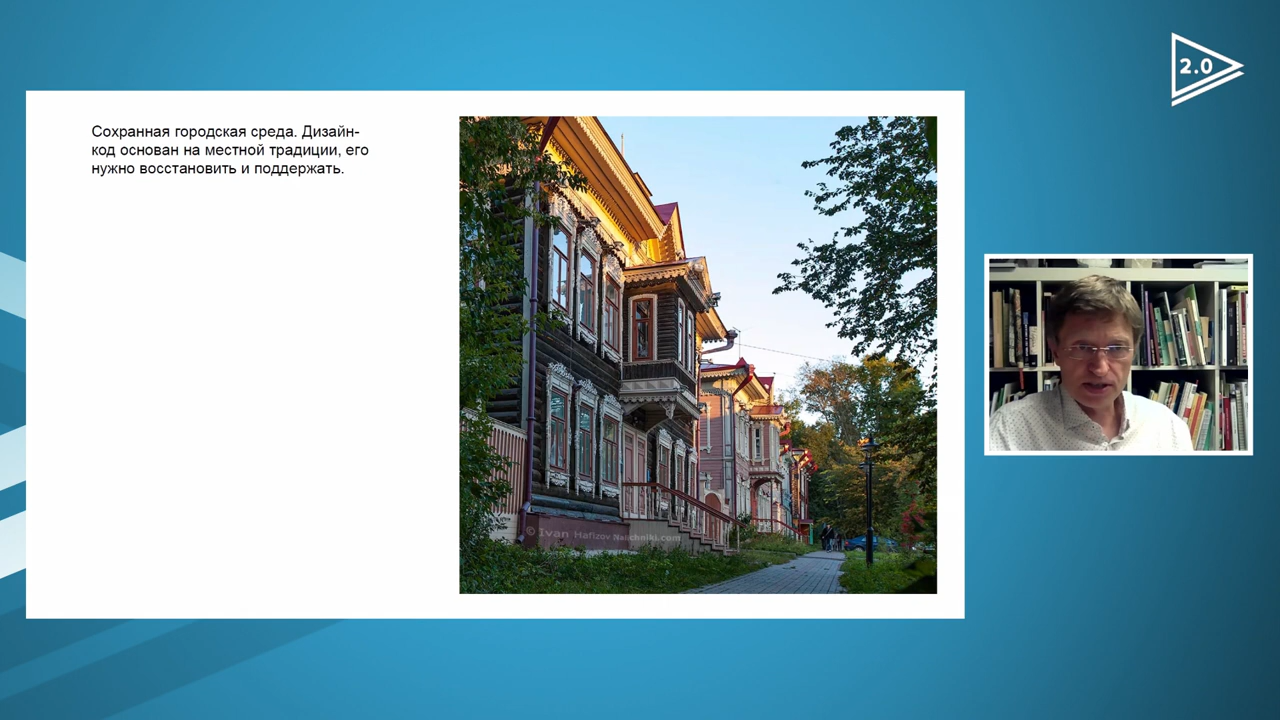 2.0
Сохранная городская среда. Дизайн-
код основан на местной традиции, его
нужно восстановить и поддержать.
© Ivan Hafizov Nalichniki.com